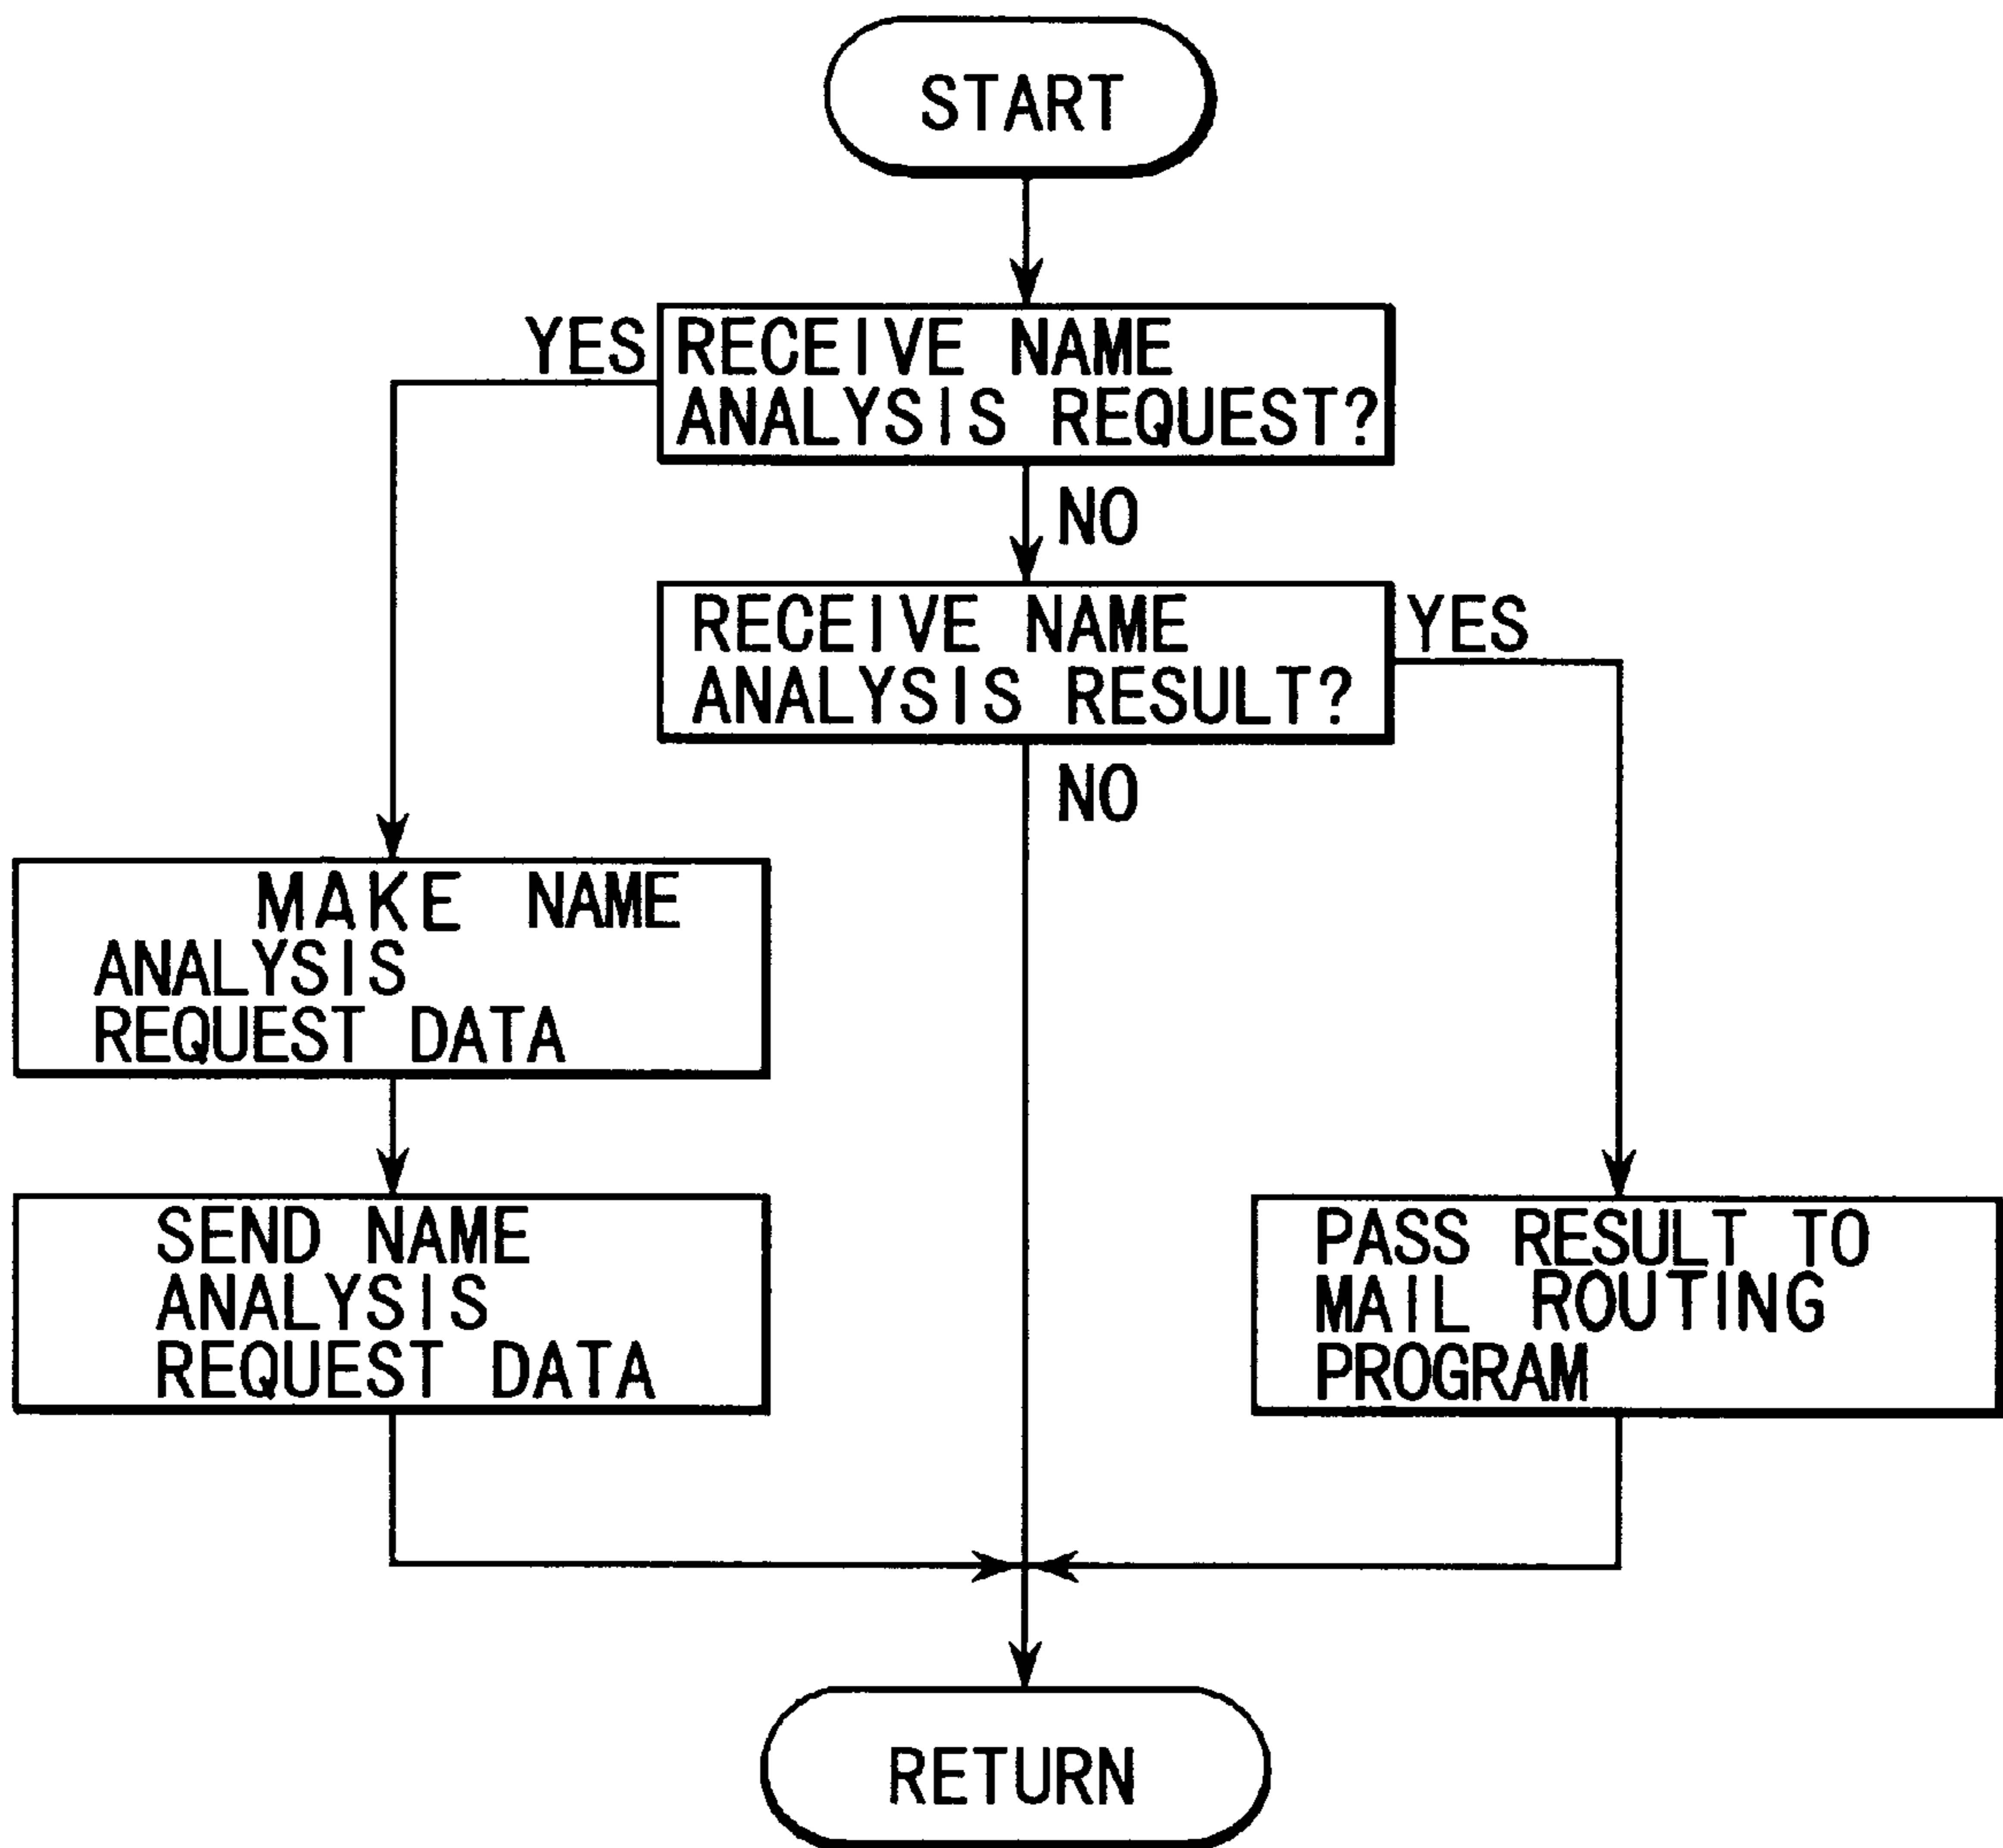 START
YES
RECEIVE NAME
ANALYSIS REQUEST?
NO
RECEIVE NAME
ANALYSIS RESULT?
YES
NO
MAKE NAME
ANALYSIS
REQUEST DATA
SEND NAME
ANALYSIS
REQUEST DATA
PASS RESULT TO
MAIL ROUTING
PROGRAM
RETURN